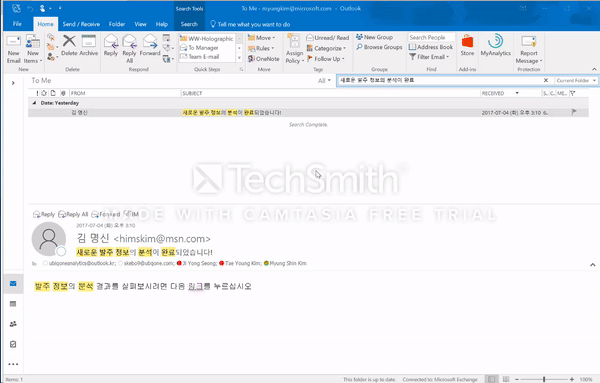 Search Tools
To Me - myungkim@microsoft.com - Outlook
File Home Send / Receive Folder View Help Search Tell me what you want to do
New Email
New Items
Delete Archive
Reply Reply All Forward
WW-Holographic
To Manager
Team E-mail
Move
Rules
OneNote
Assign Policy
Unread/ Read
Categorize
Follow Up
New Group
Browse Groups
Search People
Address Book
Filter Email
Store
MyAnalytics
Report Message
New Delete Respond Quick Steps Move Tags Groups Find Add-ins Protection
To Me
All
새로운 발주 정보의 분석이 완료
Current Folder
FROM SUBJECT RECEIVED
Date: Yesterday
김 명신 새로운 발주 정보의 분석이 완료되었습니다! 2017-07-04 (화) 오후 3:10 6..
Search Complete.
TechSmith
MADE WITH CAMTASIA FREE TRIAL
Reply Reply All Forward IM
2017-07-04 (화) 오후 3:10
김 명신 <himskim@msn.com>
새로운 발주 정보의 분석이 완료되었습니다!
To ubiqoneanalytics@outlook.kr; skebo9@ubiqone.com; Ji Yong Seong; Tae Young Kim; Myung Shin Kim
발주 정보의 분석 결과를 살펴보시려면 다음 링크를 누르십시오
Items: 1
This folder is up to date. Connected to: Microsoft Exchange
100%